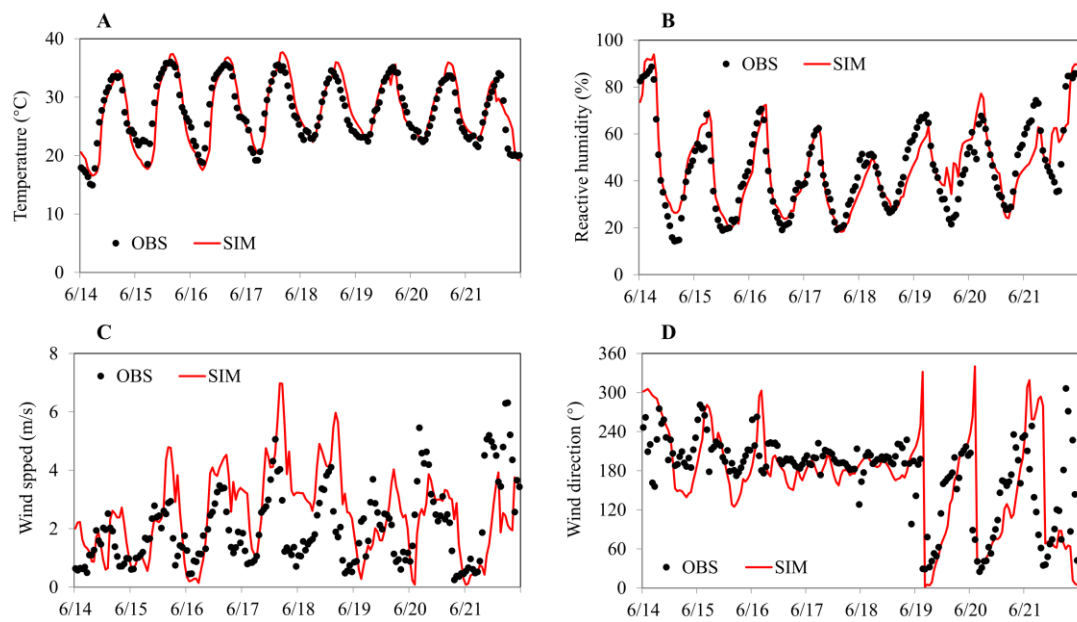 A
Temperature (°C)
40
30
20
10
0
OBS SIM
6/14 6/15 6/16 6/17 6/18 6/19 6/20 6/21
B
Reactive humidity (%)
100
80
60
40
20
0
OBS SIM
6/14 6/15 6/16 6/17 6/18 6/19 6/20 6/21
C
Wind spped (m/s)
8
6
4
2
0
OBS SIM
6/14 6/15 6/16 6/17 6/18 6/19 6/20 6/21
D
Wind direction (°)
360
300
240
180
120
60
0
OBS SIM
6/14 6/15 6/16 6/17 6/18 6/19 6/20 6/21